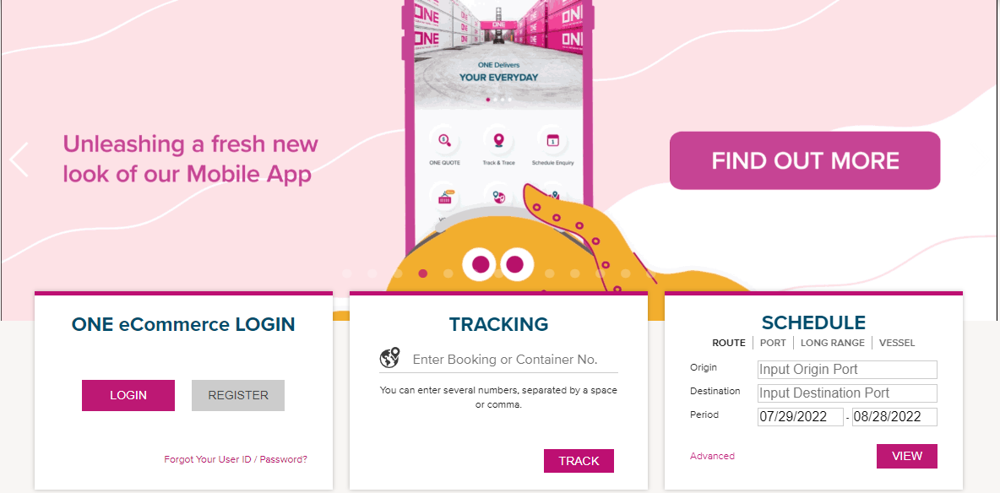 ONE
ONE
ONE
ONE
ONE
ONE Delivers
YOUR EVERYDAY
Unleashing a fresh new
look of our Mobile App
FIND OUT MORE
ONE QUOTE
Track & Trace
Schedule Enquiry
ONE eCommerce LOGIN
LOGIN
REGISTER
Forgot Your User ID / Password?
TRACKING
Enter Booking or Container No.
You can enter several numbers, separated by a space
or comma.
TRACK
SCHEDULE
ROUTE PORT LONG RANGE VESSEL
Origin Input Origin Port
Destination Input Destination Port
Period 07/29/2022 - 08/28/2022
Advanced
VIEW